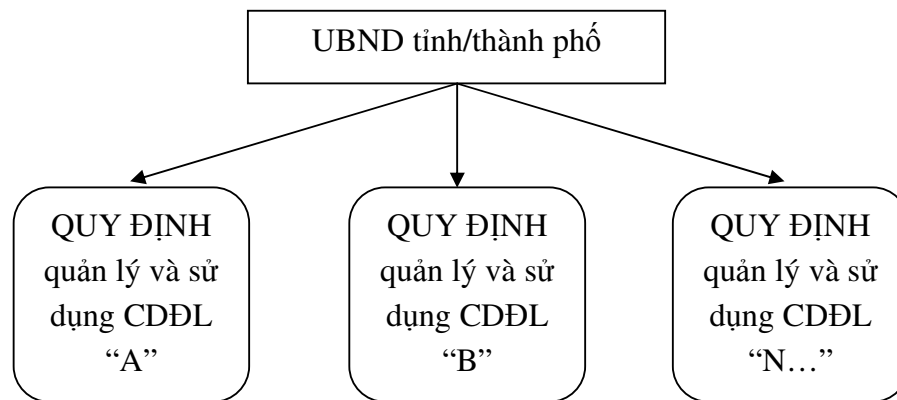 UBND tỉnh/thành phố
QUY ĐỊNH
quản lý và sử
dụng CDĐL
“A”
QUY ĐỊNH
quản lý và sử
dụng CDĐL
“B”
QUY ĐỊNH
quản lý và sử
dụng CDĐL
“N…”